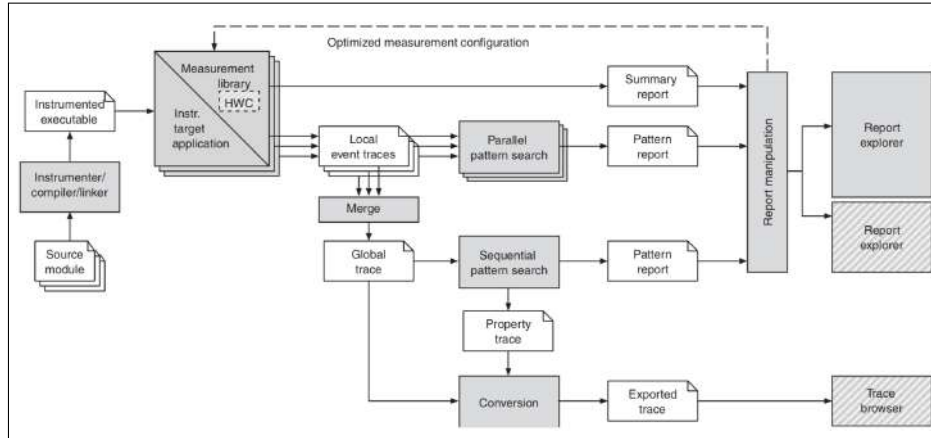 Optimized measurement configuration
Measurement
library
HWC
Instr.
target
application
Instrumented
executable
Instrumenter/
compiler/linker
Source
module
Local
event traces
Merge
Global
trace
Parallel
pattern search
Sequential
pattern search
Property
trace
Conversion
Summary
report
Pattern
report
Pattern
report
Exported
trace
Report manipulation
Report
explorer
Report
explorer
Trace
browser